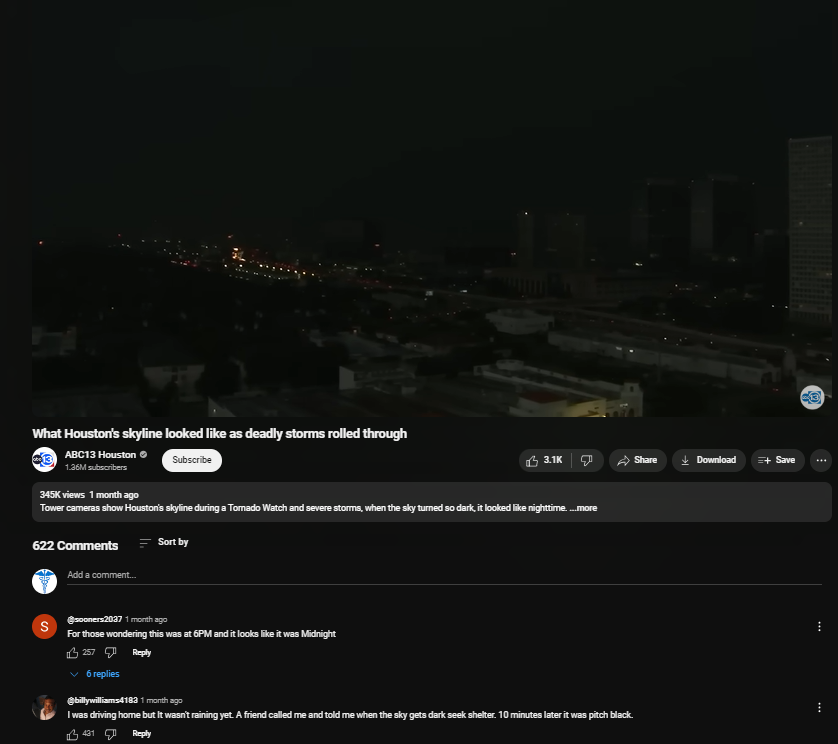 What Houston's skyline looked like as deadly storms rolled through
abc 13
ABC13 Houston
1.36M subscribers
Subscribe
3.1K
Share
Download
Save
345K views 1 month ago
Tower cameras show Houston's skyline during a Tornado Watch and severe storms, when the sky turned so dark, it looked like nighttime. ...more
622 Comments
Sort by
Add a comment...
S
@sooners2037 1 month ago
For those wondering this was at 6PM and it looks like it was Midnight
257
Reply
6 replies
@billywilliams4183 1 month ago
I was driving home but It wasn't raining yet. A friend called me and told me when the sky gets dark seek shelter. 10 minutes later it was pitch black.
431
Reply